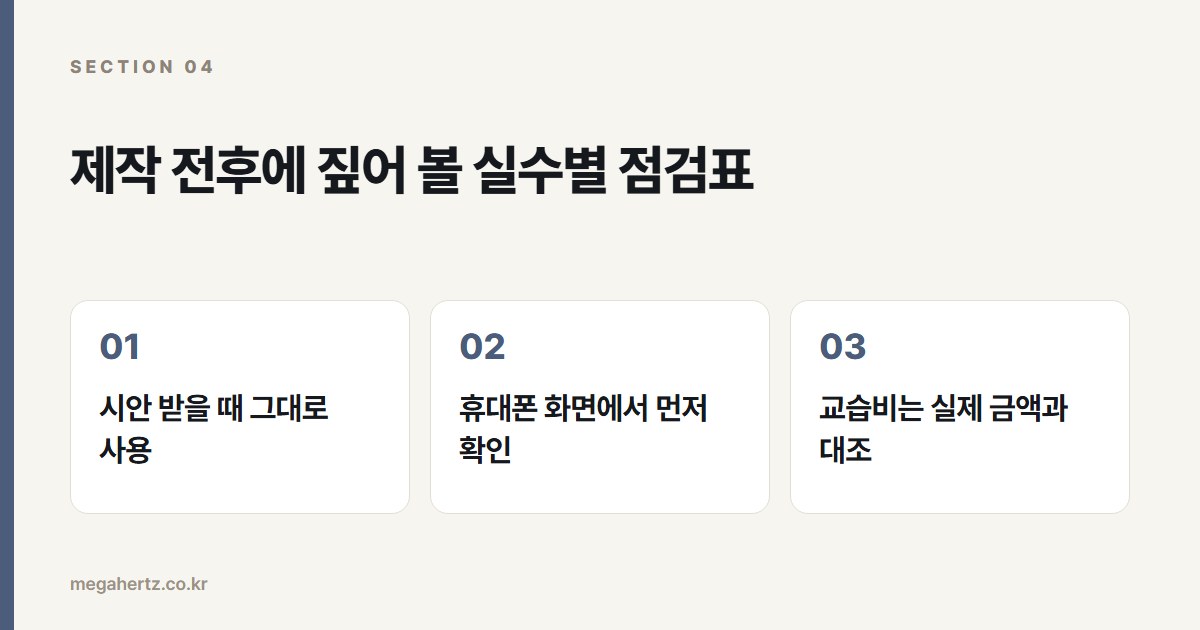 SECTION 04
제작 전후에 짚어 볼 실수별 점검표
01
시안 받을 때 그대로
사용
02
휴대폰 화면에서 먼저
확인
03
교습비는 실제 금액과
대조
megahertz.co.kr